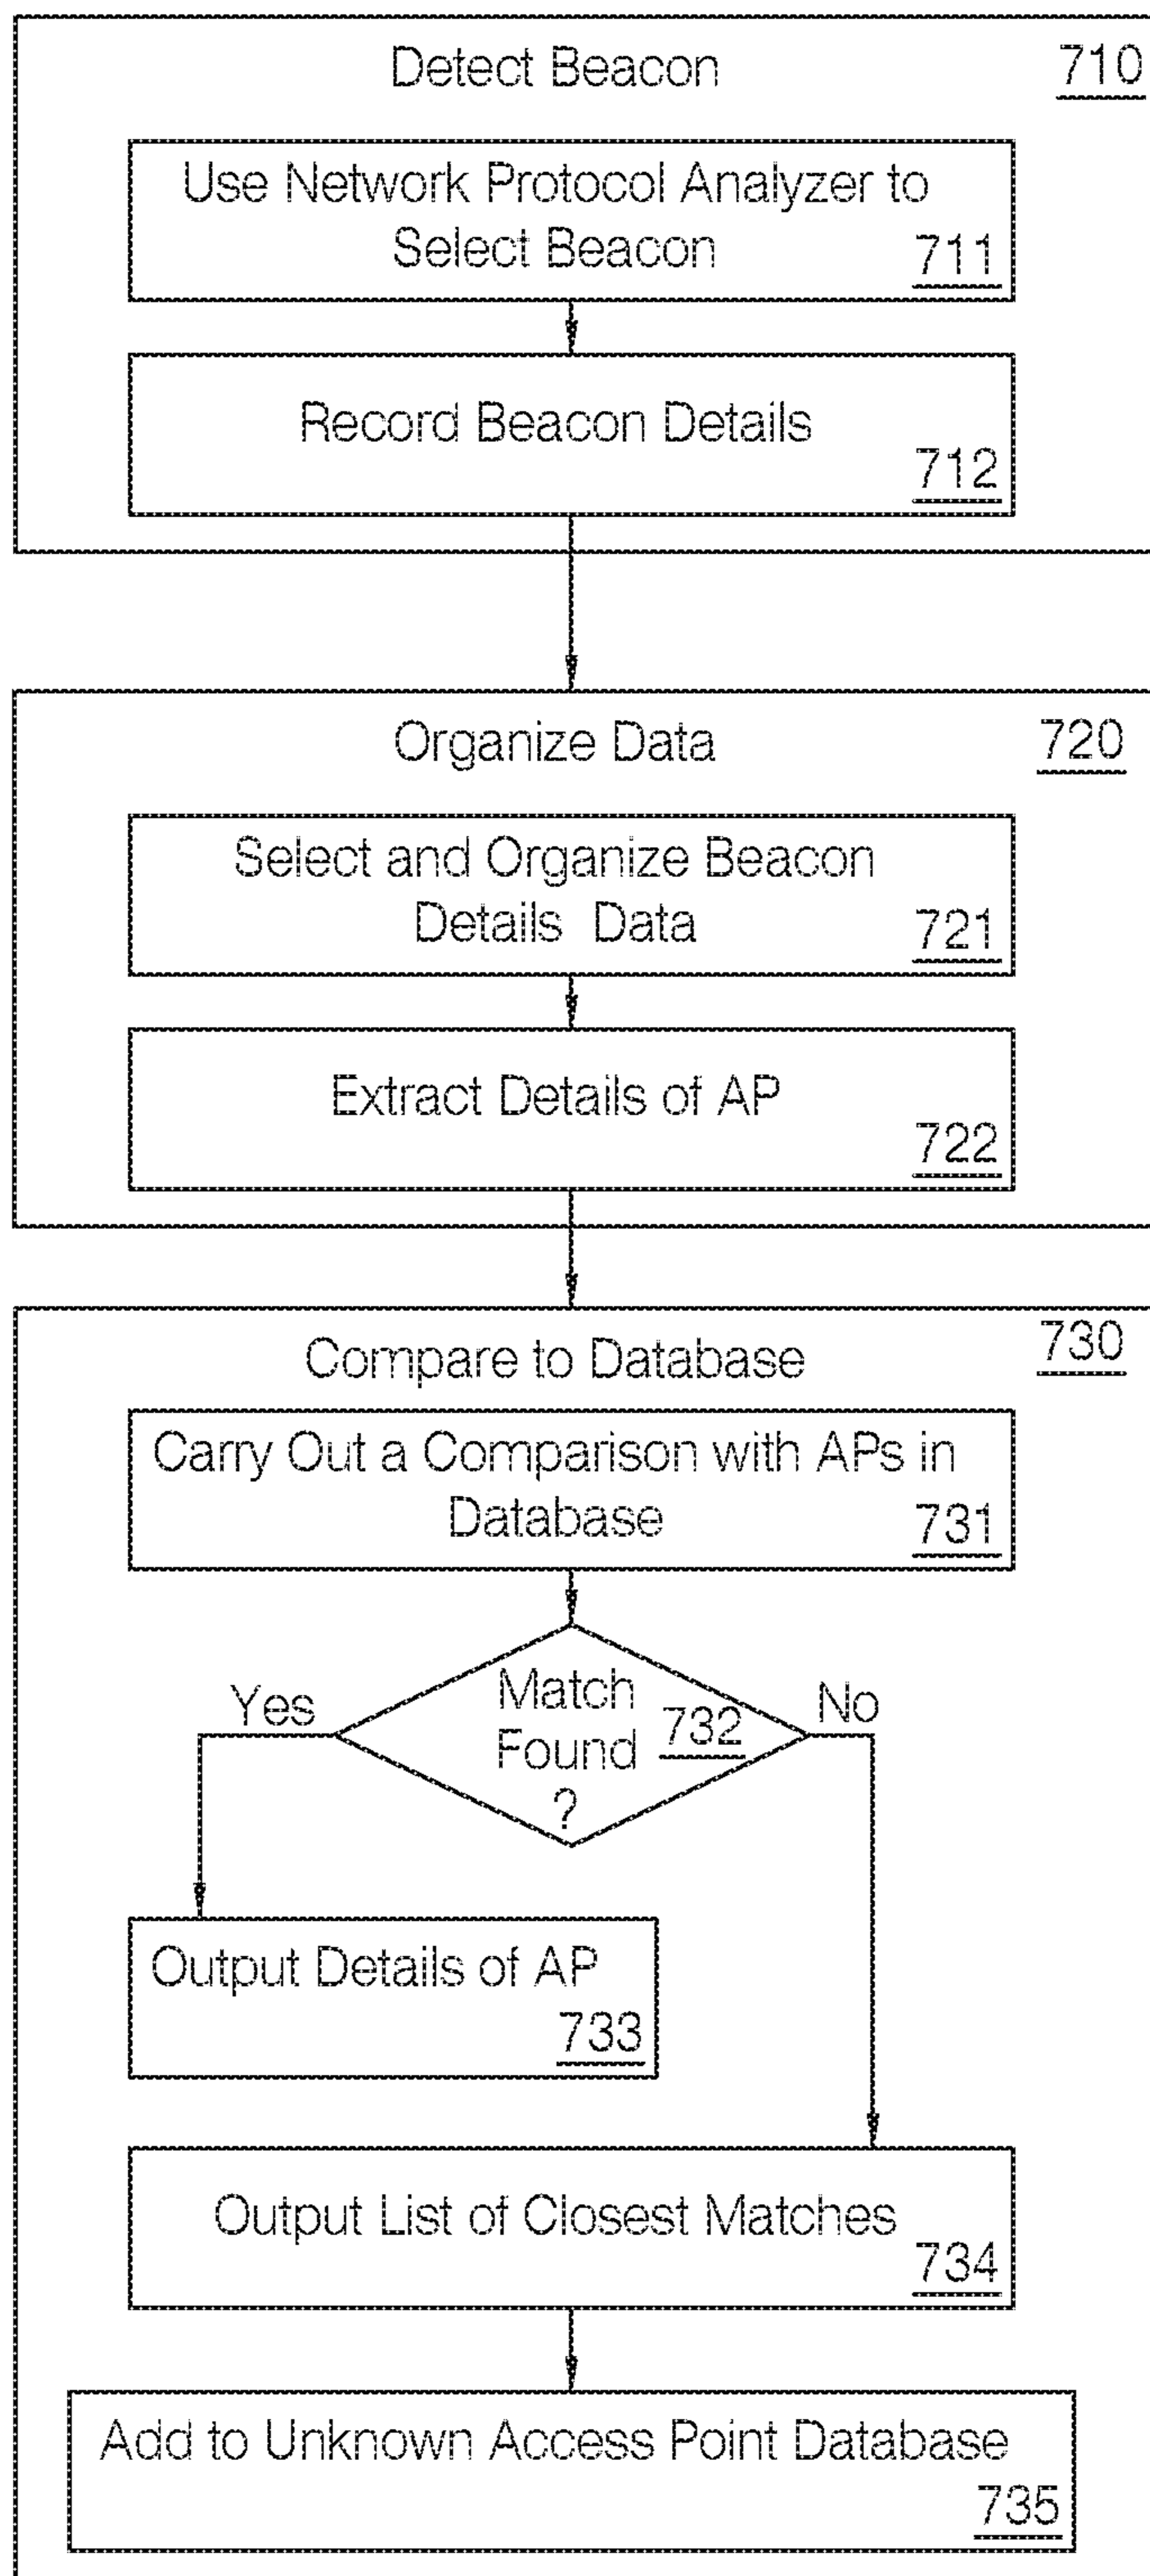 Detect Beacon 710
Use Network Protocol Analyzer to
Select Beacon 711
Record Beacon Details
712
Organize Data 720
Select and Organize Beacon
Details Data 721
Extract Details of AP
722
Compare to Database 730
Carry Out a Comparison with APs in
Database 731
Yes
Match
Found 732
?
No
Output Details of AP
733
Output List of Closest Matches
734
Add to Unknown Access Point Database
735